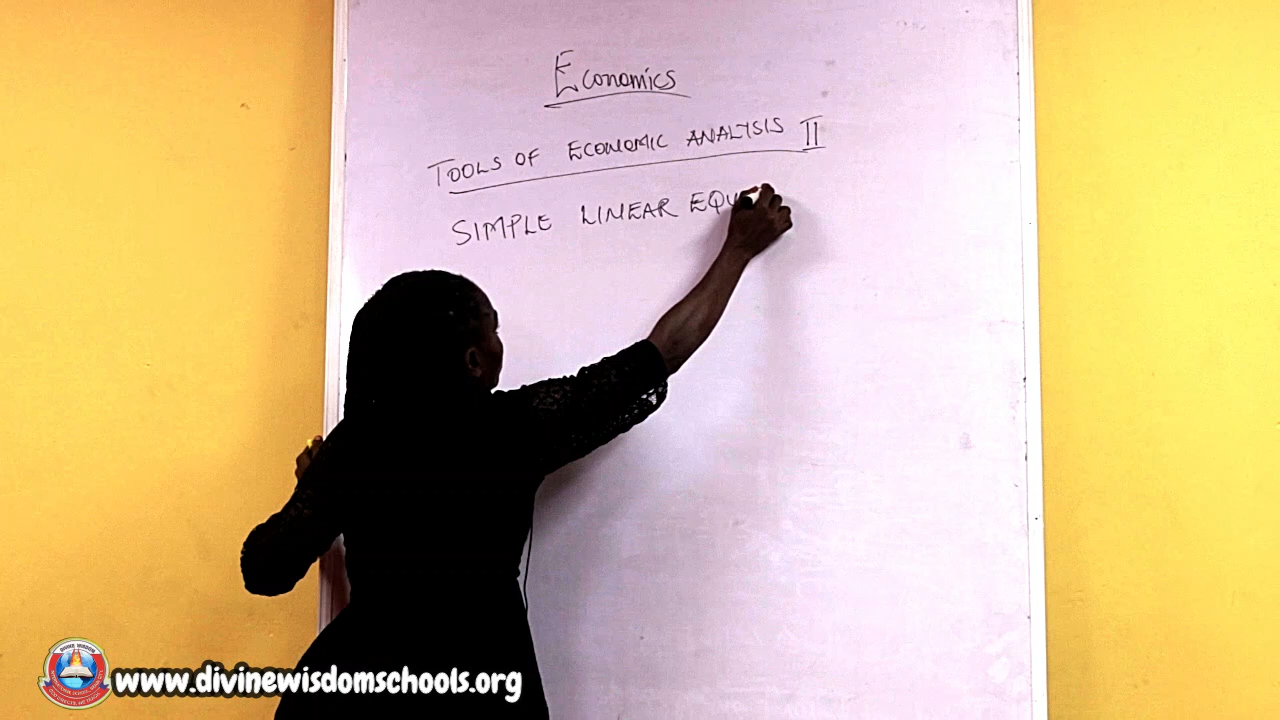 Economics
TOOLS OF ECONOMIC ANALYSIS II
SIMPLE LINEAR EQU
www.divinewisdomschools.org